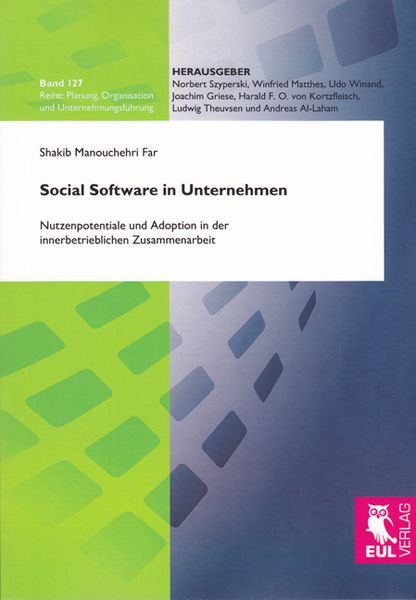 Band 127
Reihe: Planung, Organisation
und Unternehmungsführung
HERAUSGEBER
Norbert Szyperski, Winfried Matthes, Udo Winand,
Joachim Griese, Harald F. O. von Kortzfleisch,
Ludwig Theuvsen und Andreas Al-Laham
Shakib Manouchehri Far
Social Software in Unternehmen
Nutzenpotentiale und Adoption in der
innerbetrieblichen Zusammenarbeit
EUL
VERLAG